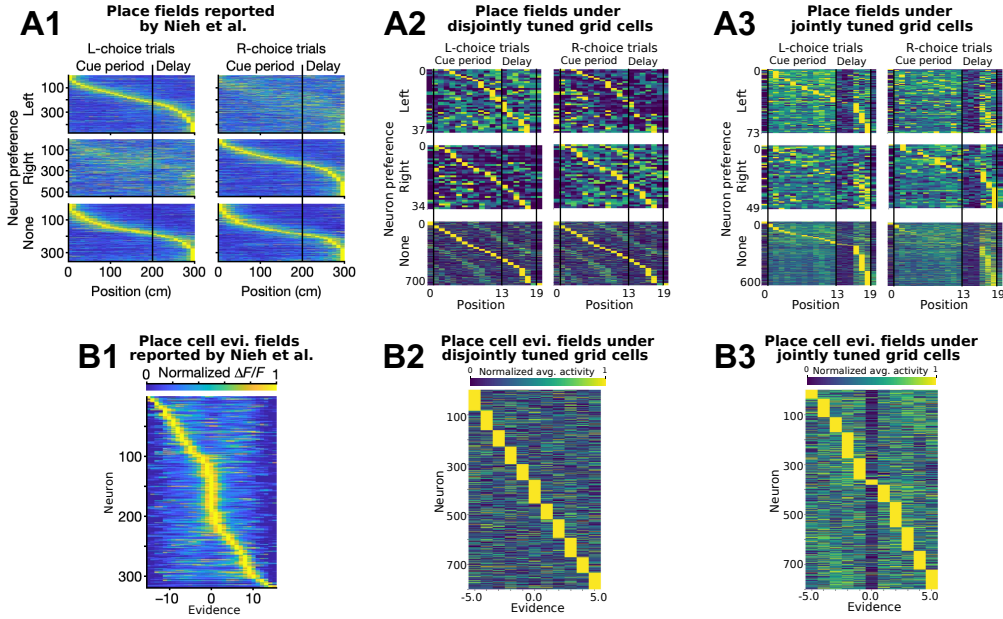 A1
Place fields reported
by Nieh et al.
L-choice trials
R-choice trials
Cue period
Delay
Cue period
Delay
Neuron preference
Left
Right
None
100
300
100
300
500
100
300
0
100
200
300
0
100
200
300
Position (cm)
Position (cm)
A2
Place fields under
disjointly tuned grid cells
L-choice trials
R-choice trials
Cue period
Delay
Cue period
Delay
Neuron preference
Left
Right
None
0
37
0
34
0
700
0
13
19
0
13
19
Position
Position
A3
Place fields under
jointly tuned grid cells
L-choice trials
R-choice trials
Cue period
Delay
Cue period
Delay
Neuron preference
Left
Right
None
0
73
0
49
0
600
0
13
19
0
13
19
Position
Position
B1
Place cell evi. fields
reported by Nieh et al.
0 Normalized ΔF/F 1
Neuron
100
200
300
−10
0
10
Evidence
B2
Place cell evi. fields under
disjointly tuned grid cells
0 Normalized avg. activity 1
Neuron
100
300
500
700
-5.0
0.0
5.0
Evidence
B3
Place cell evi. fields under
jointly tuned grid cells
0 Normalized avg. activity 1
Neuron
100
300
500
700
-5.0
0.0
5.0
Evidence